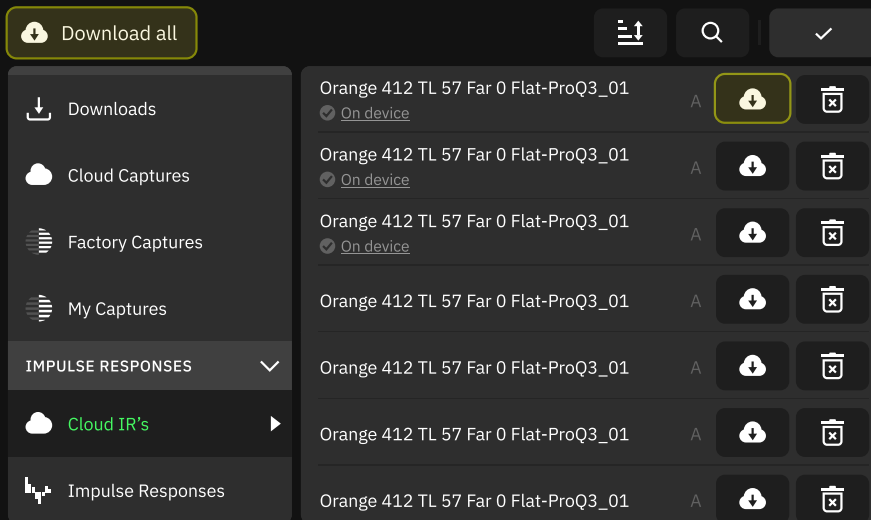 Download all
Downloads
Cloud Captures
Factory Captures
My Captures
IMPULSE RESPONSES
Cloud IR's
Impulse Responses
Orange 412 TL 57 Far 0 Flat-ProQ3_01
A
On device
Orange 412 TL 57 Far 0 Flat-ProQ3_01
A
On device
Orange 412 TL 57 Far 0 Flat-ProQ3_01
A
On device
Orange 412 TL 57 Far 0 Flat-ProQ3_01
A
Orange 412 TL 57 Far 0 Flat-ProQ3_01
A
Orange 412 TL 57 Far 0 Flat-ProQ3_01
A
Orange 412 TL 57 Far 0 Flat-ProQ3_01
A